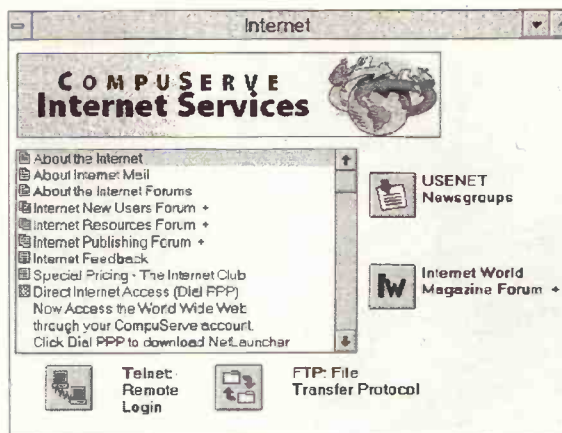 Internet
COMPUSERVE
Internet Services
About the Internet
About Internet Mail
About the Internet Forums
Internet New Users Forum +
Internet Resources Forum +
Internet Publishing Forum +
Internet Feedback
Special Pricing - The Internet Club
Direct Internet Access (Dial PPP)
Now Access the World Wide Web
through your CompuServe account.
Click Dial PPP to download NetLauncher
USENET
Newsgroups
Iw
Internet World
Magazine Forum +
Telnet:
Remote
Login
FTP: File
Transfer Protocol